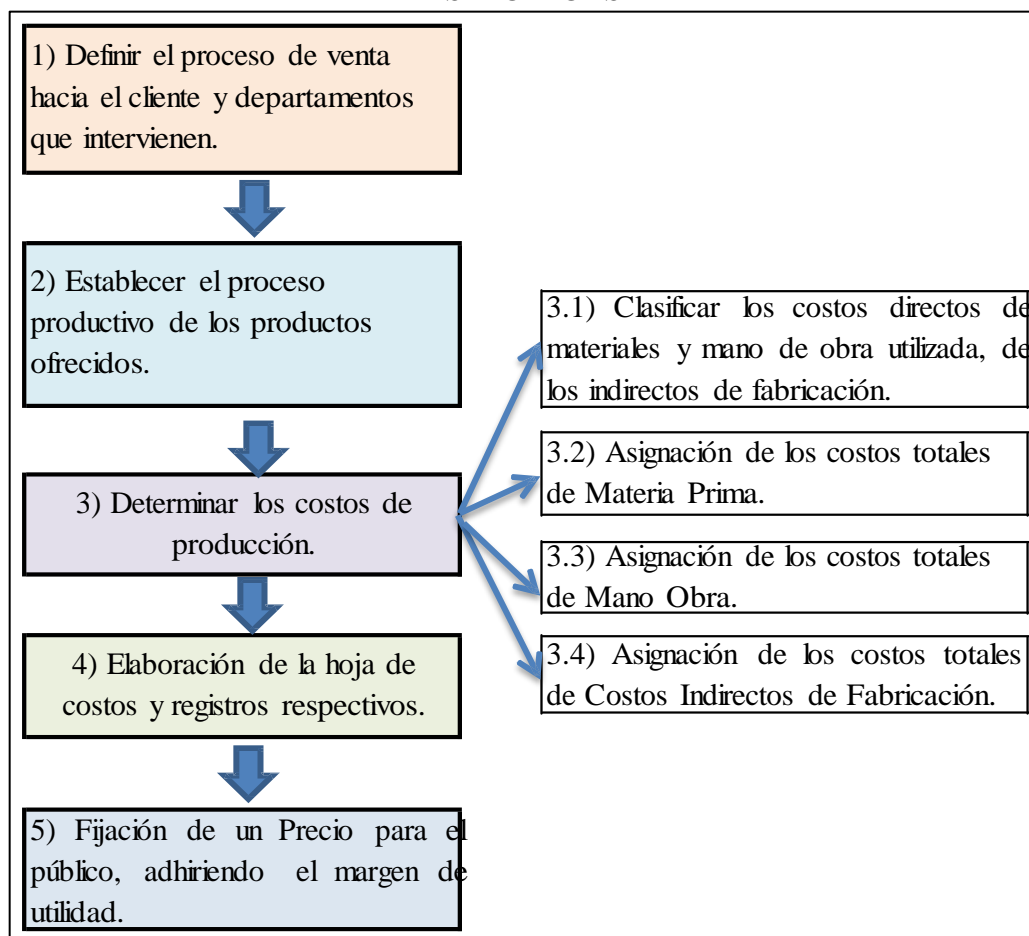 1) Definir el proceso de venta
hacia el cliente y departamentos
que intervienen.
2) Establecer el proceso
productivo de los productos
ofrecidos.
3) Determinar los costos de
producción.
3.1) Clasificar los costos directos de
materiales y mano de obra utilizada, de
los indirectos de fabricación.
3.2) Asignación de los costos totales
de Materia Prima.
3.3) Asignación de los costos totales
de Mano Obra.
3.4) Asignación de los costos totales
de Costos Indirectos de Fabricación.
4) Elaboración de la hoja de
costos y registros respectivos.
5) Fijación de un Precio para el
público, adhiriendo el margen de
utilidad.